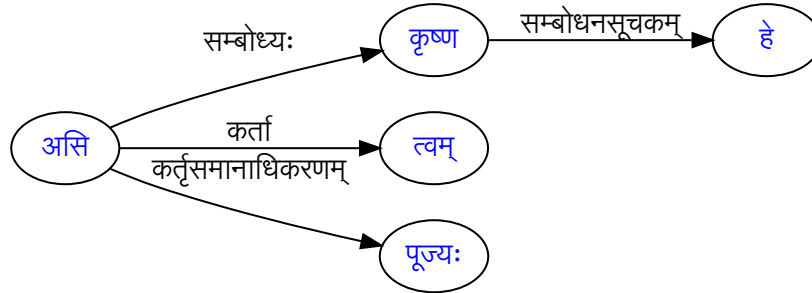 सम्बोध्यः
कृष्ण
सम्बोधनसूचकम्
हे
असि
कर्ता
त्वम्
कर्तृसमानाधिकरणम्
पूज्यः